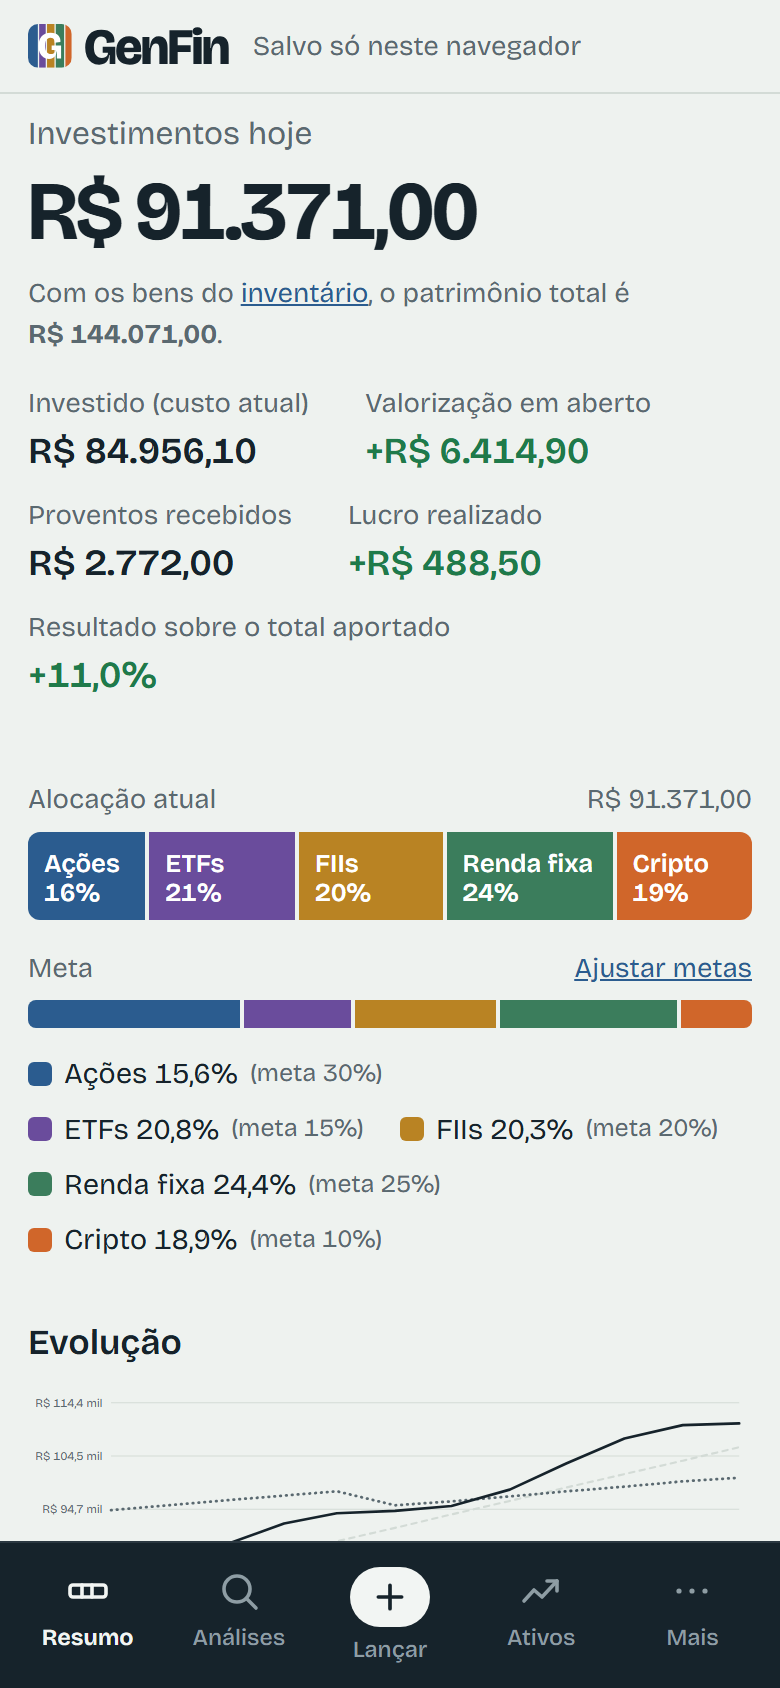 G GenFin Salvo só neste navegador
Investimentos hoje
R$ 91.371,00
Com os bens do inventário, o patrimônio total é
R$ 144.071,00.
Investido (custo atual) Valorização em aberto
R$ 84.956,10 +R$ 6.414,90
Proventos recebidos Lucro realizado
R$ 2.772,00 +R$ 488,50
Resultado sobre o total aportado
+11,0%
Alocação atual R$ 91.371,00
Ações ETFs FIIs Renda fixa Cripto
16% 21% 20% 24% 19%
Meta Ajustar metas
Ações 15,6% (meta 30%)
ETFs 20,8% (meta 15%) FIIs 20,3% (meta 20%)
Renda fixa 24,4% (meta 25%)
Cripto 18,9% (meta 10%)
Evolução
R$ 114,4 mil
R$ 104,5 mil
R$ 94,7 mil
Resumo Análises Lançar Ativos Mais